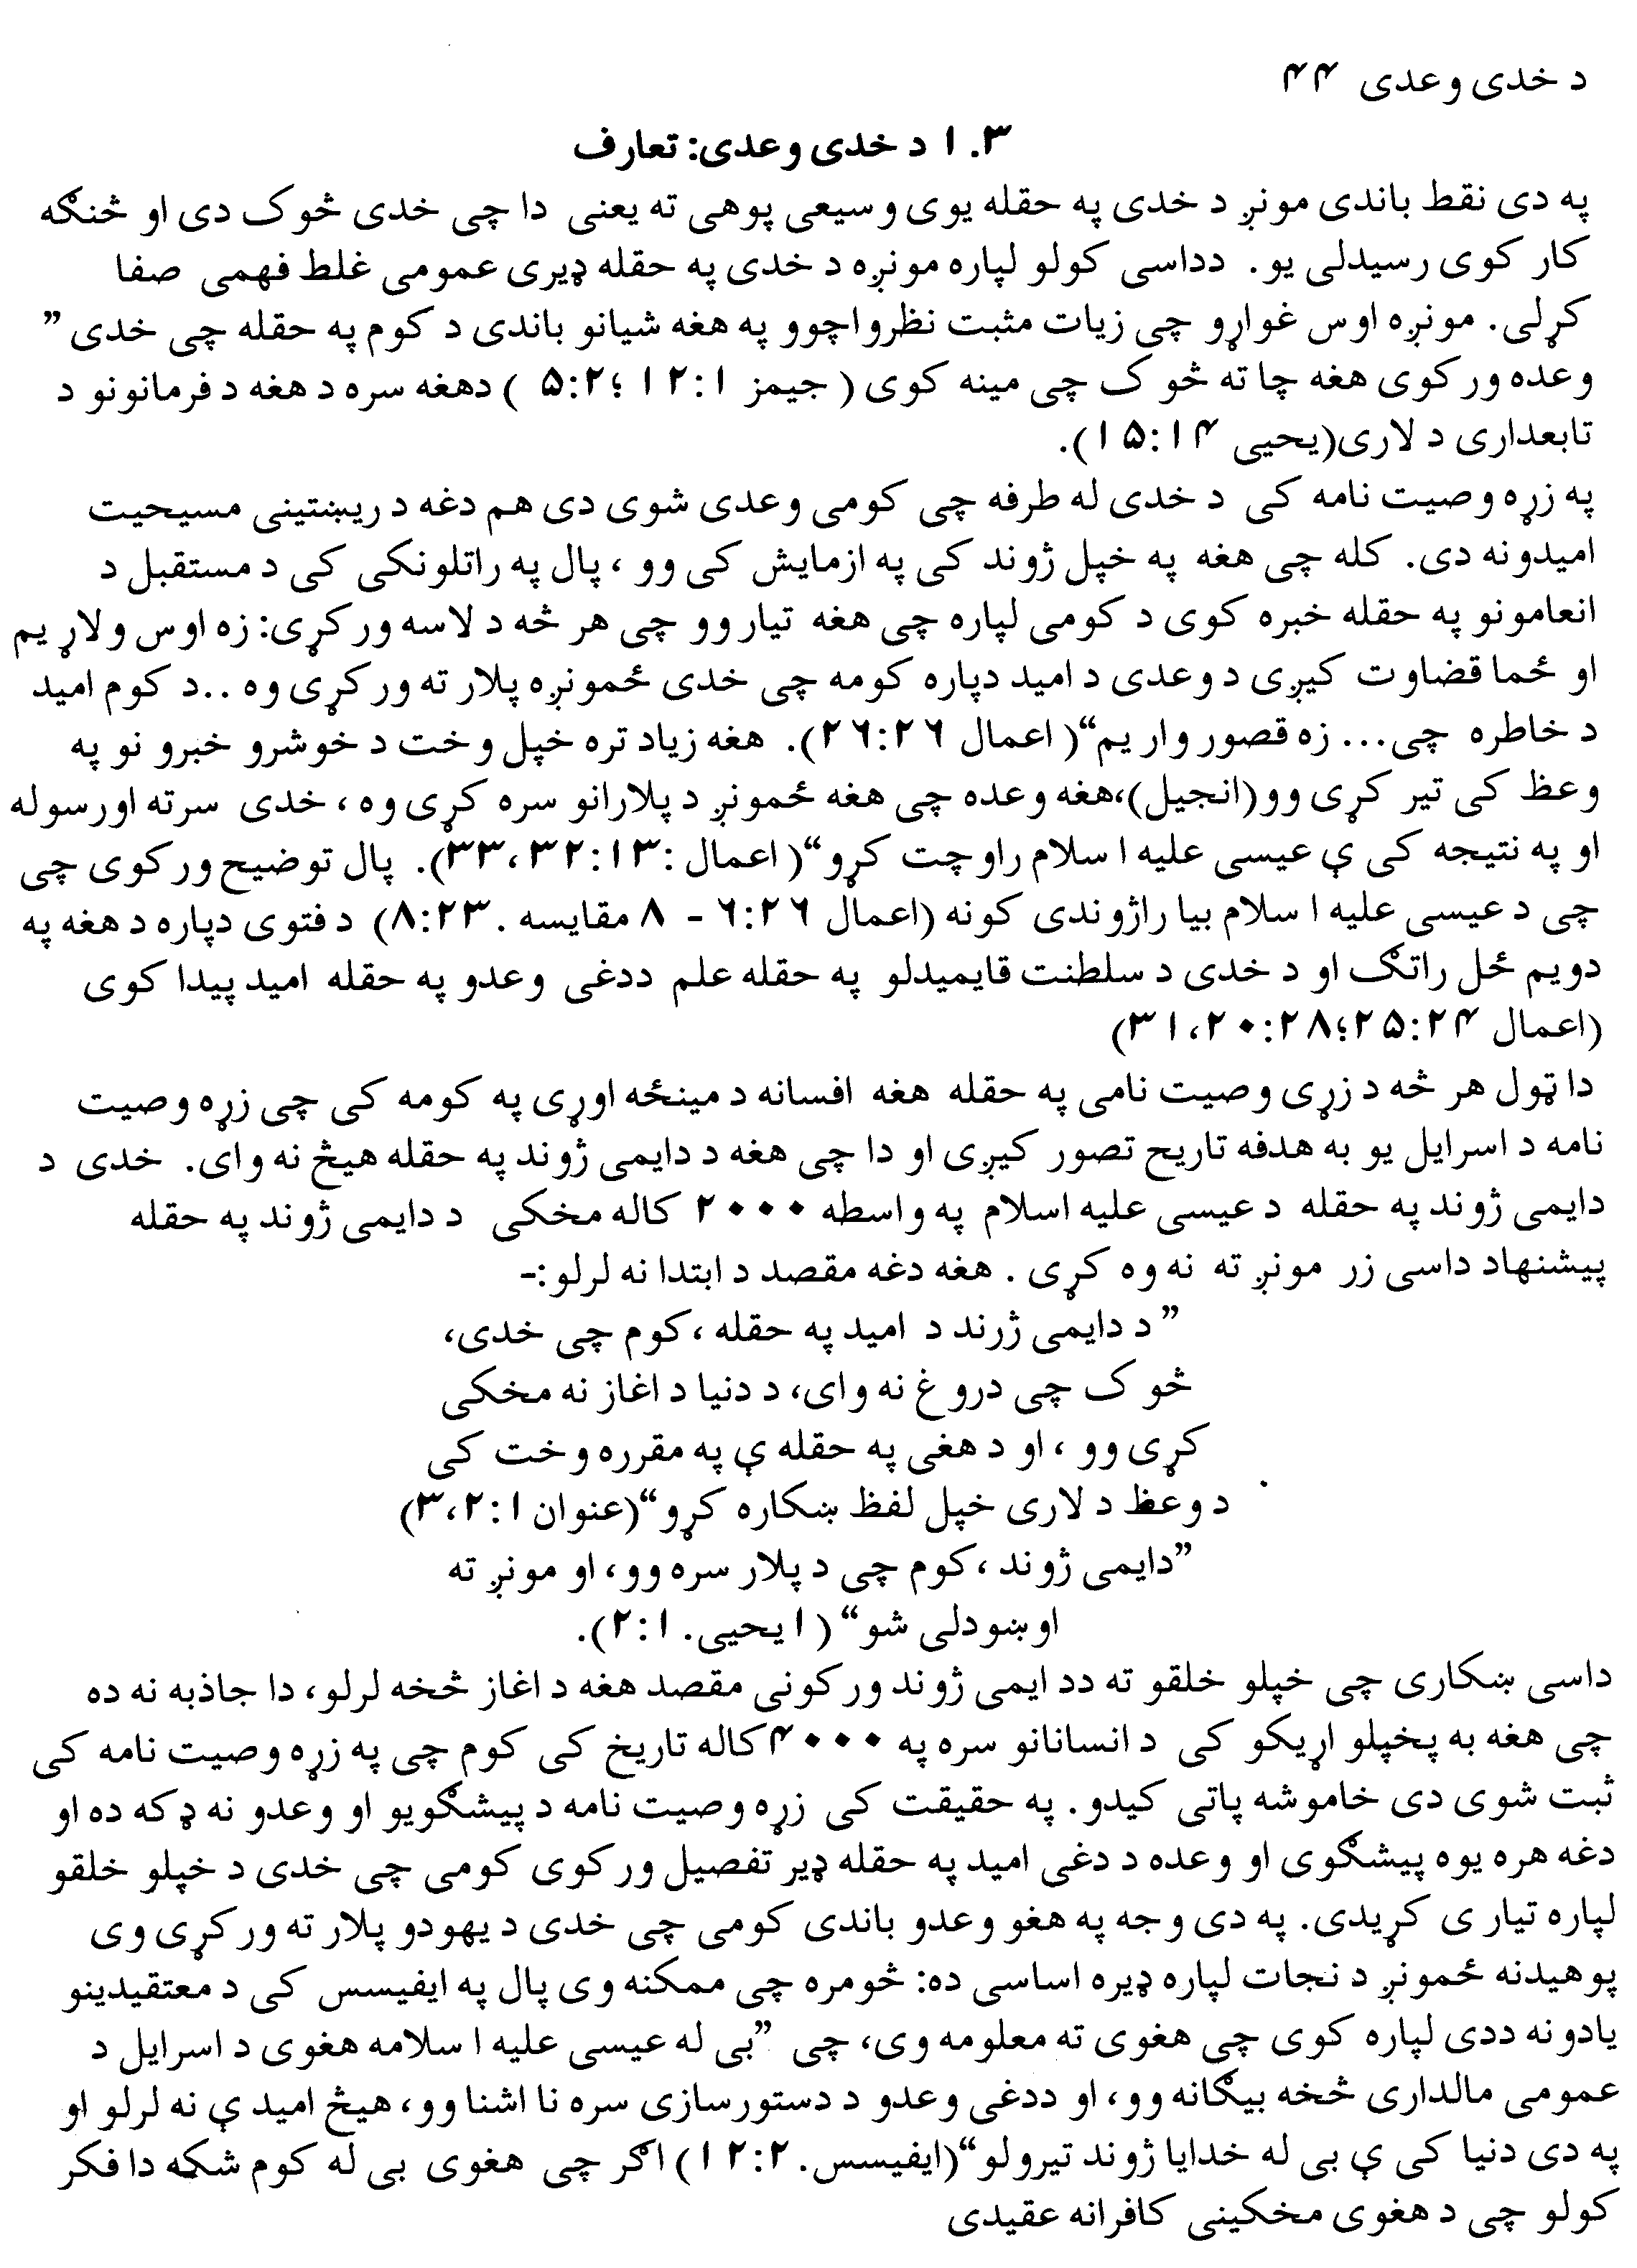 د خدی وعدی ۴۴
۳. ۱ د خدی وعدی: تعارف
په دی نقط باندی مونږ د خدی په حقله یوی وسیعی پوهی ته یعنی دا چی خدی څوک دی او څنګه
کار کوی رسیدلی یو. دداسی کولو لپاره مونږه د خدی په حقله ډیری عمومی غلط فهمی صفا
کړلی. مونږه اوس غواړو چی زیات مثبت نظرواچوو په هغه شیانو باندی د کوم په حقله چی خدی ”
وعده ورکوی هغه چا ته څوک چی مینه کوی ( جیمز ۱۲:۱ ؛۵:۲ ) دهغه سره د هغه د فرمانونو د
تابعداری د لاری(یحیی ۱۵:۱۴).
په زړه وصیت نامه کی د خدی له طرفه چی کومی وعدی شوی دی هم دغه د ریښتینی مسیحیت
امیدونه دی. کله چی هغه په خپل ژوند کی په ازمایش کی وو ، پال په راتلونکی کی د مستقبل د
انعامونو په حقله خبره کوی د کومی لپاره چی هغه تیار وو چی هر څه د لاسه ورکړی: زه اوس ولاړ یم
او ځما قضاوت کیږی د وعدی د امید دپاره کومه چی خدی ځمونږه پلار ته ورکړی وه ..د کوم امید
د خاطره چی... زه قصور وار یم“( اعمال ۲۶:۲۶). هغه زیاد تره خپل وخت د خوشرو خبرو نو په
وعظ کی تیر کړی وو(انجیل)،هغه وعده چی هغه ځمونږ د پلارانو سره کړی وه ، خدی سرته اورسوله
او په نتیجه کی ې عیسی علیه ا سلام راوچت کړو“( اعمال :۳۳،۳۲:۱۳). پال توضیح ورکوی چی
چی د عیسی علیه ا سلام بیا راژوندی کونه (اعمال ۶:۲۶ - ۸ مقایسه . ۸:۲۳) د فتوی دپاره د هغه په
دویم ځل راتګ او د خدی د سلطنت قایمیدلو په حقله علم ددغی وعدو په حقله امید پیدا کوی
(اعمال ۲۵:۲۴؛۲۰:۲۸،۳۱)
دا ټول هر څه د زړی وصیت نامی په حقله هغه افسانه د مینځه اوړی په کومه کی چی زړه وصیت
نامه د اسرایل یو به هدفه تاریح تصور کیږی او دا چی هغه د دایمی ژوند په حقله هیڅ نه وای. خدی د
دایمی ژوند په حقله د عیسی علیه اسلام په واسطه ۲۰۰۰ کاله مخکی د دایمی ژوند په حقله
پیشنهاد داسی زر مونږ ته نه وه کړی . هغه دغه مقصد د ابتدا نه لرلو :-
” د دایمی ژرند د امید په حقله ،کوم چی خدی،
څوک چی دروغ نه وای، د دنیا د اغاز نه مخکی
کړی وو ، او د هغی په حقله ې په مقرره وخت کی
د وعظ د لاری خپل لفظ ښکاره کړو“(عنوان ۲:۱،۳)
”دایمی ژوند ،کوم چی د پلار سره وو، او مونږ ته
اوښودلی شو“ ( ۱ یحیی. ۲:۱).
داسی ښکاری چی خپلو خلقو ته دد ایمی ژوند ورکونی مقصد هغه د اغاز څخه لرلو، دا جاذبه نه ده
چی هغه به پخپلو اړیکو کی د انسانانو سره په ۴۰۰۰کاله تاریخ کی کوم چی په زړه وصیت نامه کی
ثبت شوی دی خاموشه پاتی کیدو. په حقیقت کی زړه وصیت نامه د پیشګویو او وعدو نه ډکه ده او
دغه هره یوه پیشګوی او وعده د دغی امید په حقله ډیر تفصیل ورکوی کومی چی خدی د خپلو خلقو
لپاره تیار ی کړیدی. په دی وجه په هغو وعدو باندی کومی چی خدی د یهودو پلار ته ورکړی وی
پوهیدنه ځمونږ د نجات لپاره ډیره اساسی ده: څومره چی ممکنه وی پال په ایفیسس کی د معتقیدینو
یادونه ددی لپاره کوی چی هغوی ته معلومه وی، چی ”بی له عیسی علیه ا سلامه هغوی د اسرایل د
عمومی مالداری څخه بیګانه وو، او ددغی وعدو د دستورسازی سره نا اشنا وو، هیڅ امید ې نه لرلو او
په دی دنیا کی ې بی له خدایا ژوند تیرولو“(ایفیسس. ۱۲:۲) اګر چی هغوی بی له کوم شکه دا فکر
کولو چی د هغوی مخکینی کافرانه عقیدی